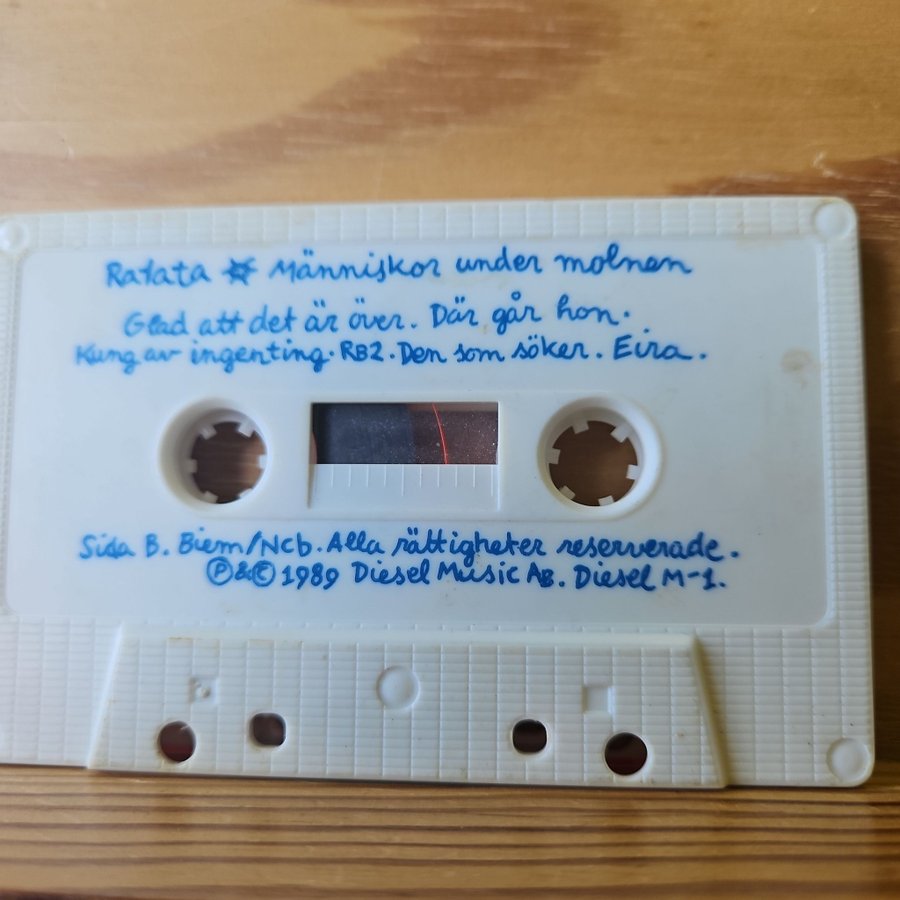 Ratata ✶ Människor under molnen
Glad att det är över. Där går hon.
Kung av ingenting. RB2. Den som söker. Eira.
Sida B. Biem/Ncb. Alla rättigheter reserverade.
Ⓟ&© 1989 Diesel Music AB. Diesel M-1.